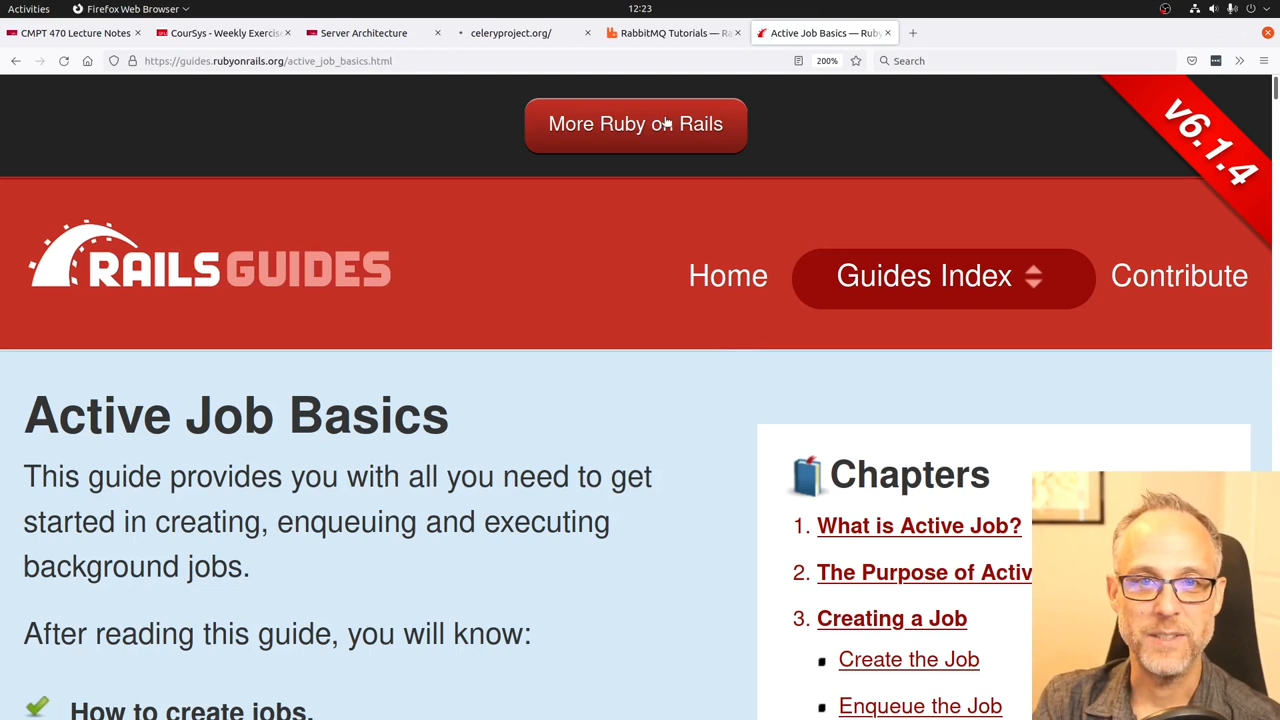 Activities
Firefox Web Browser
12:23
CMPT 470 Lecture Notes
CourSys - Weekly Exercis
Server Architecture
celeryproject.org/
RabbitMQ Tutorials — Ra
Active Job Basics — Ruby
https://guides.rubyonrails.org/active_job_basics.html
200%
Search
More Ruby on Rails
v6.1.4
RAILS GUIDES
Home
Guides Index
Contribute
Active Job Basics
This guide provides you with all you need to get
started in creating, enqueuing and executing
background jobs.
After reading this guide, you will know:
How to create jobs.
Chapters
1. What is Active Job?
2. The Purpose of Activ
3. Creating a Job
Create the Job
Enqueue the Job